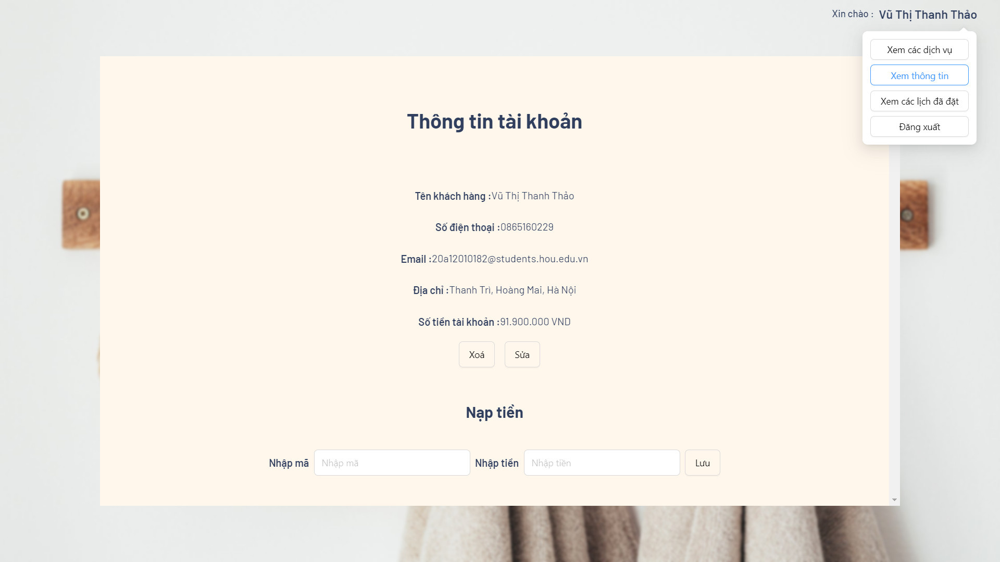 Xin chào : Vũ Thị Thanh Thảo
Xem các dịch vụ
Xem thông tin
Xem các lịch đã đặt
Đăng xuất
Thông tin tài khoản
Tên khách hàng :Vũ Thị Thanh Thảo
Số điện thoại :0865160229
Email :20a12010182@students.hou.edu.vn
Địa chỉ :Thanh Trì, Hoàng Mai, Hà Nội
Số tiền tài khoản :91.900.000 VND
Xoá Sửa
Nạp tiền
Nhập mã Nhập mã Nhập tiền Nhập tiền Lưu